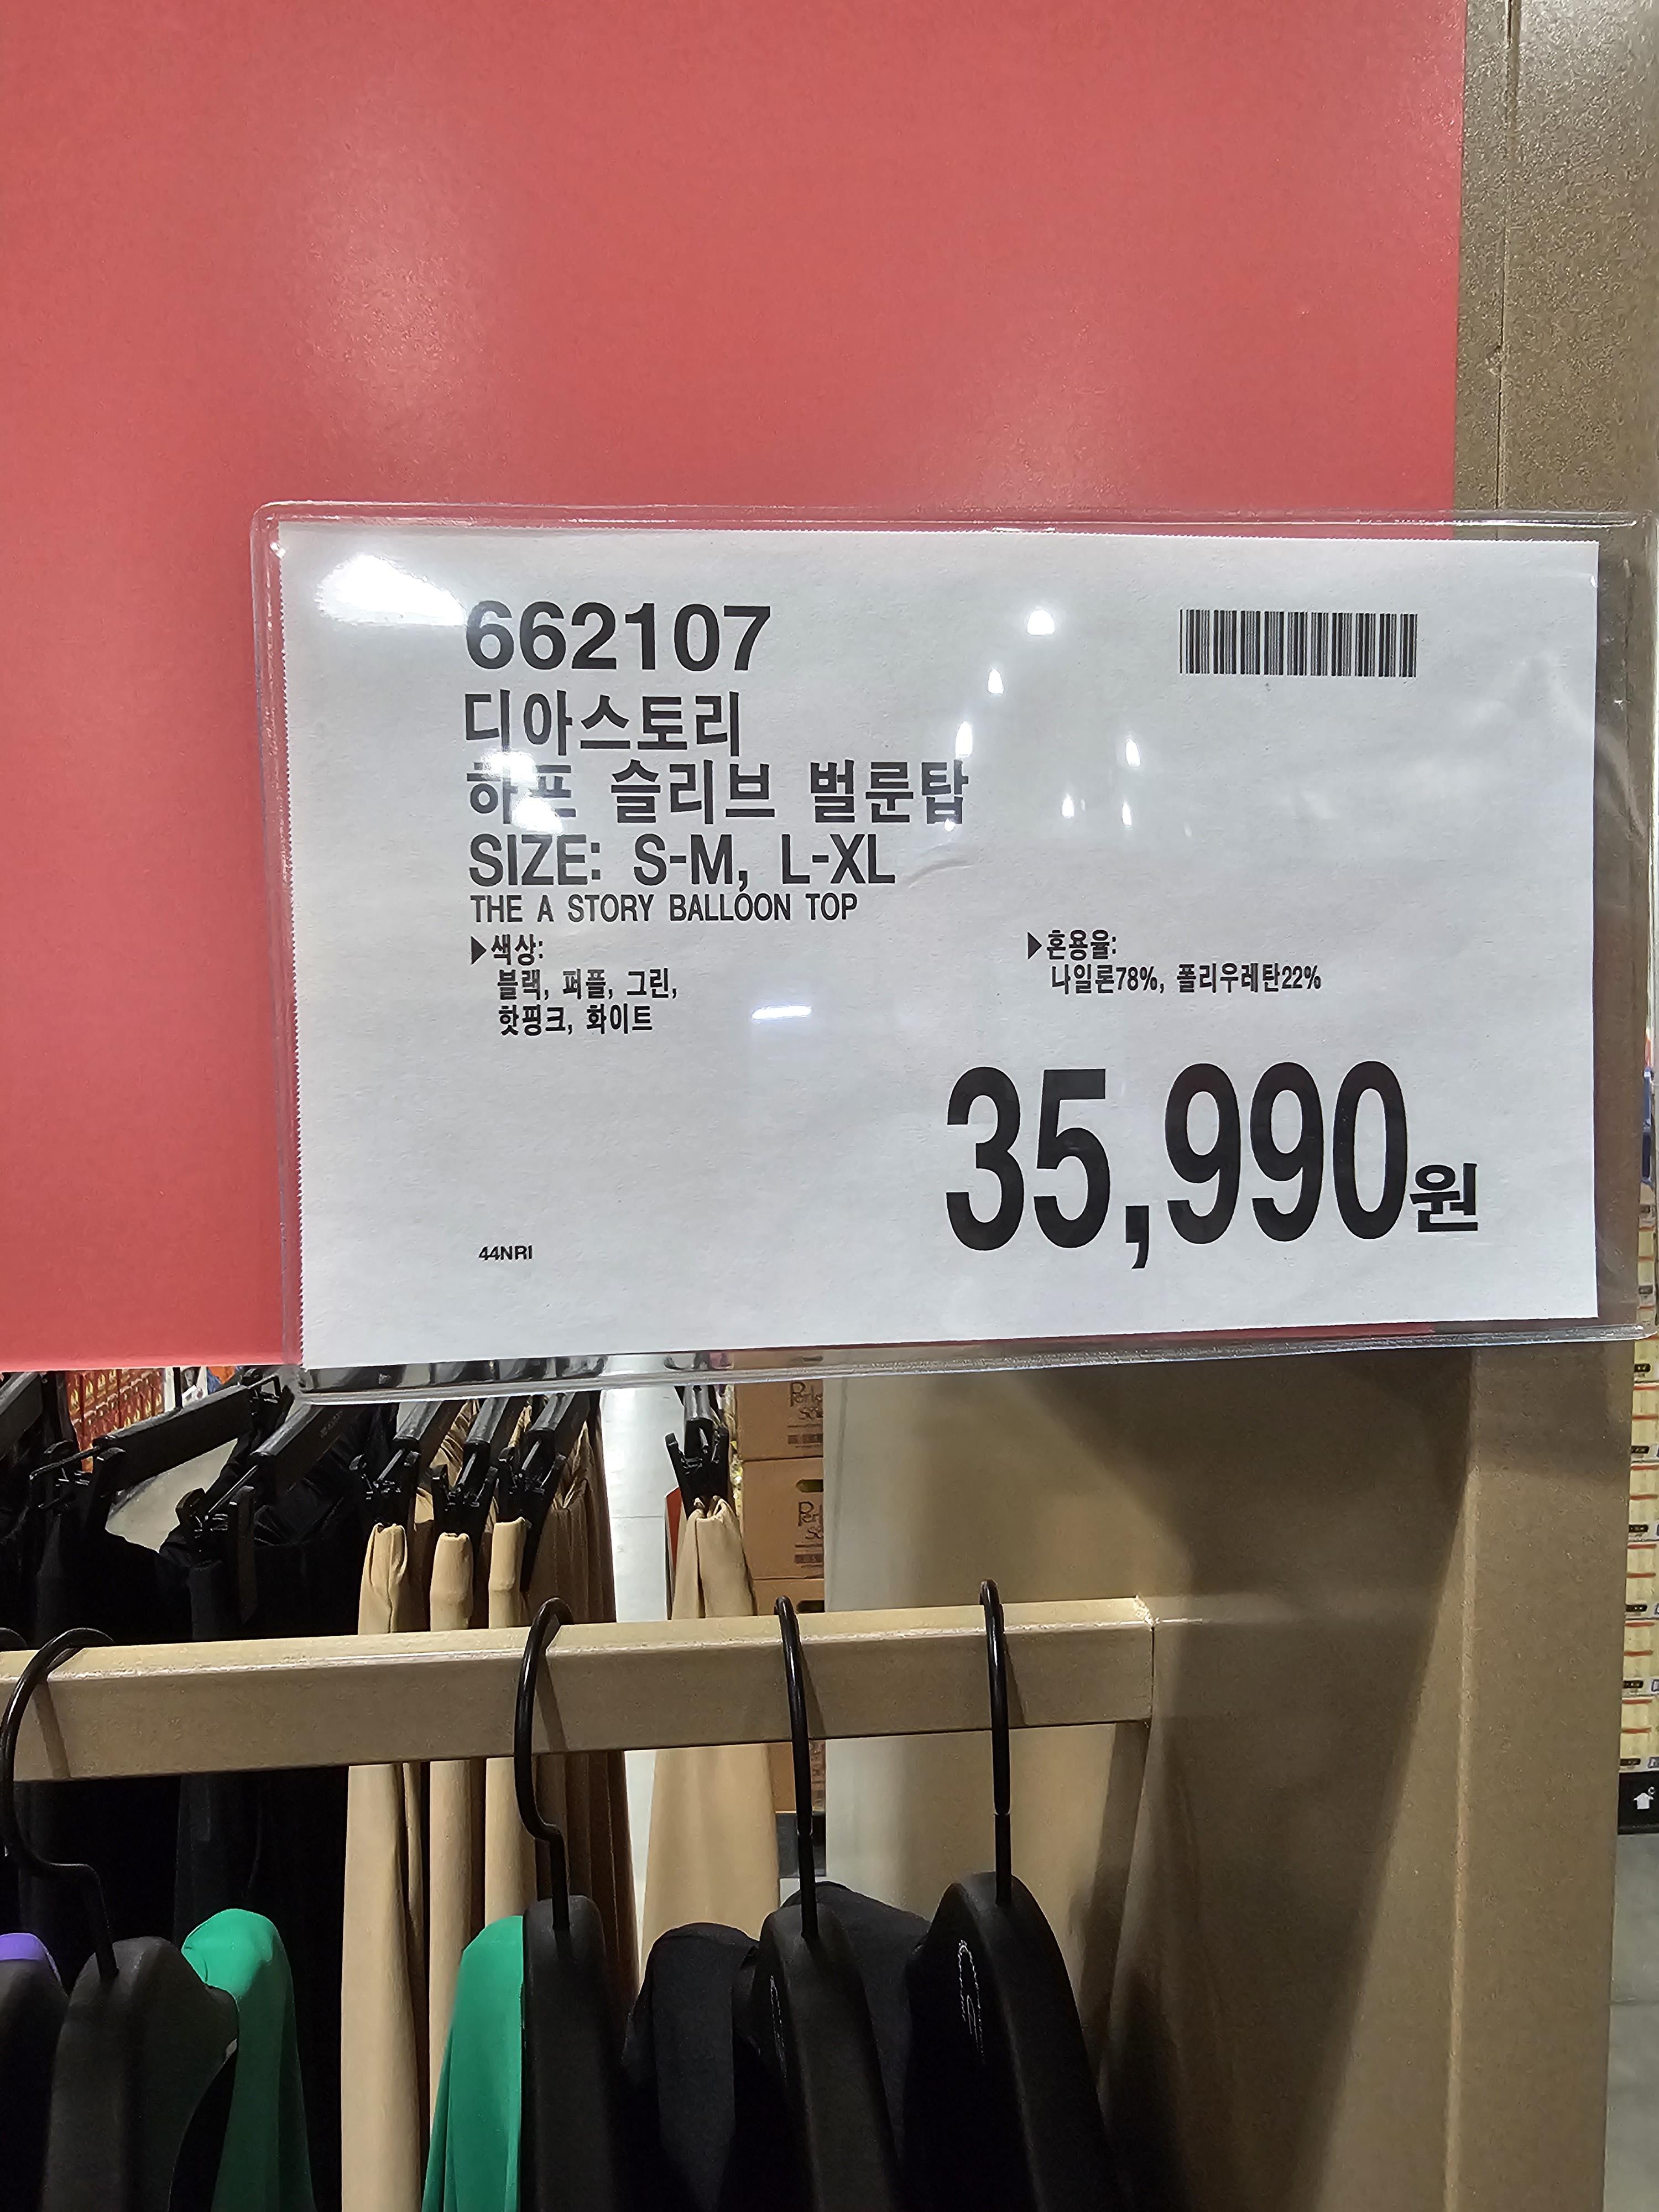 662107
디아스토리
하프 슬리브 벌룬탑
SIZE: S-M, L-XL
THE A STORY BALLOON TOP
▶색상:
블랙, 퍼플, 그린,
핫핑크, 화이트
▶혼용율:
나일론78%, 폴리우레탄22%
35,990원
44NRI